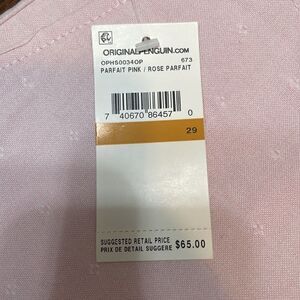 ORIGINALPENGUIN.COM
OPHS0034OP 673
PARFAIT PINK / ROSE PARFAIT
7 40670 86457 0
29
SUGGESTED RETAIL PRICE
PRIX DE DETAIL SUGGERE $65.00